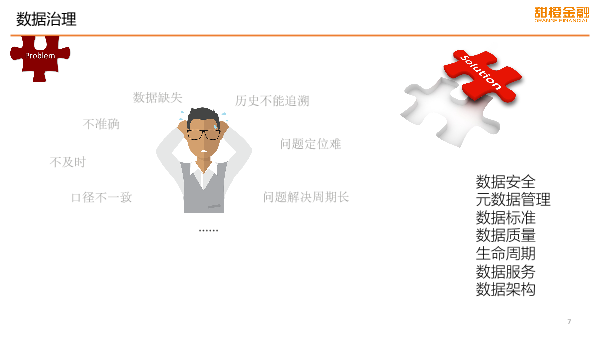 数据治理
甜橙金融
Problem
Solution
数据缺失
历史不能追溯
不准确
问题定位难
不及时
口径不一致
问题解决周期长
......
数据安全
元数据管理
数据标准
数据质量
生命周期
数据服务
数据架构
7